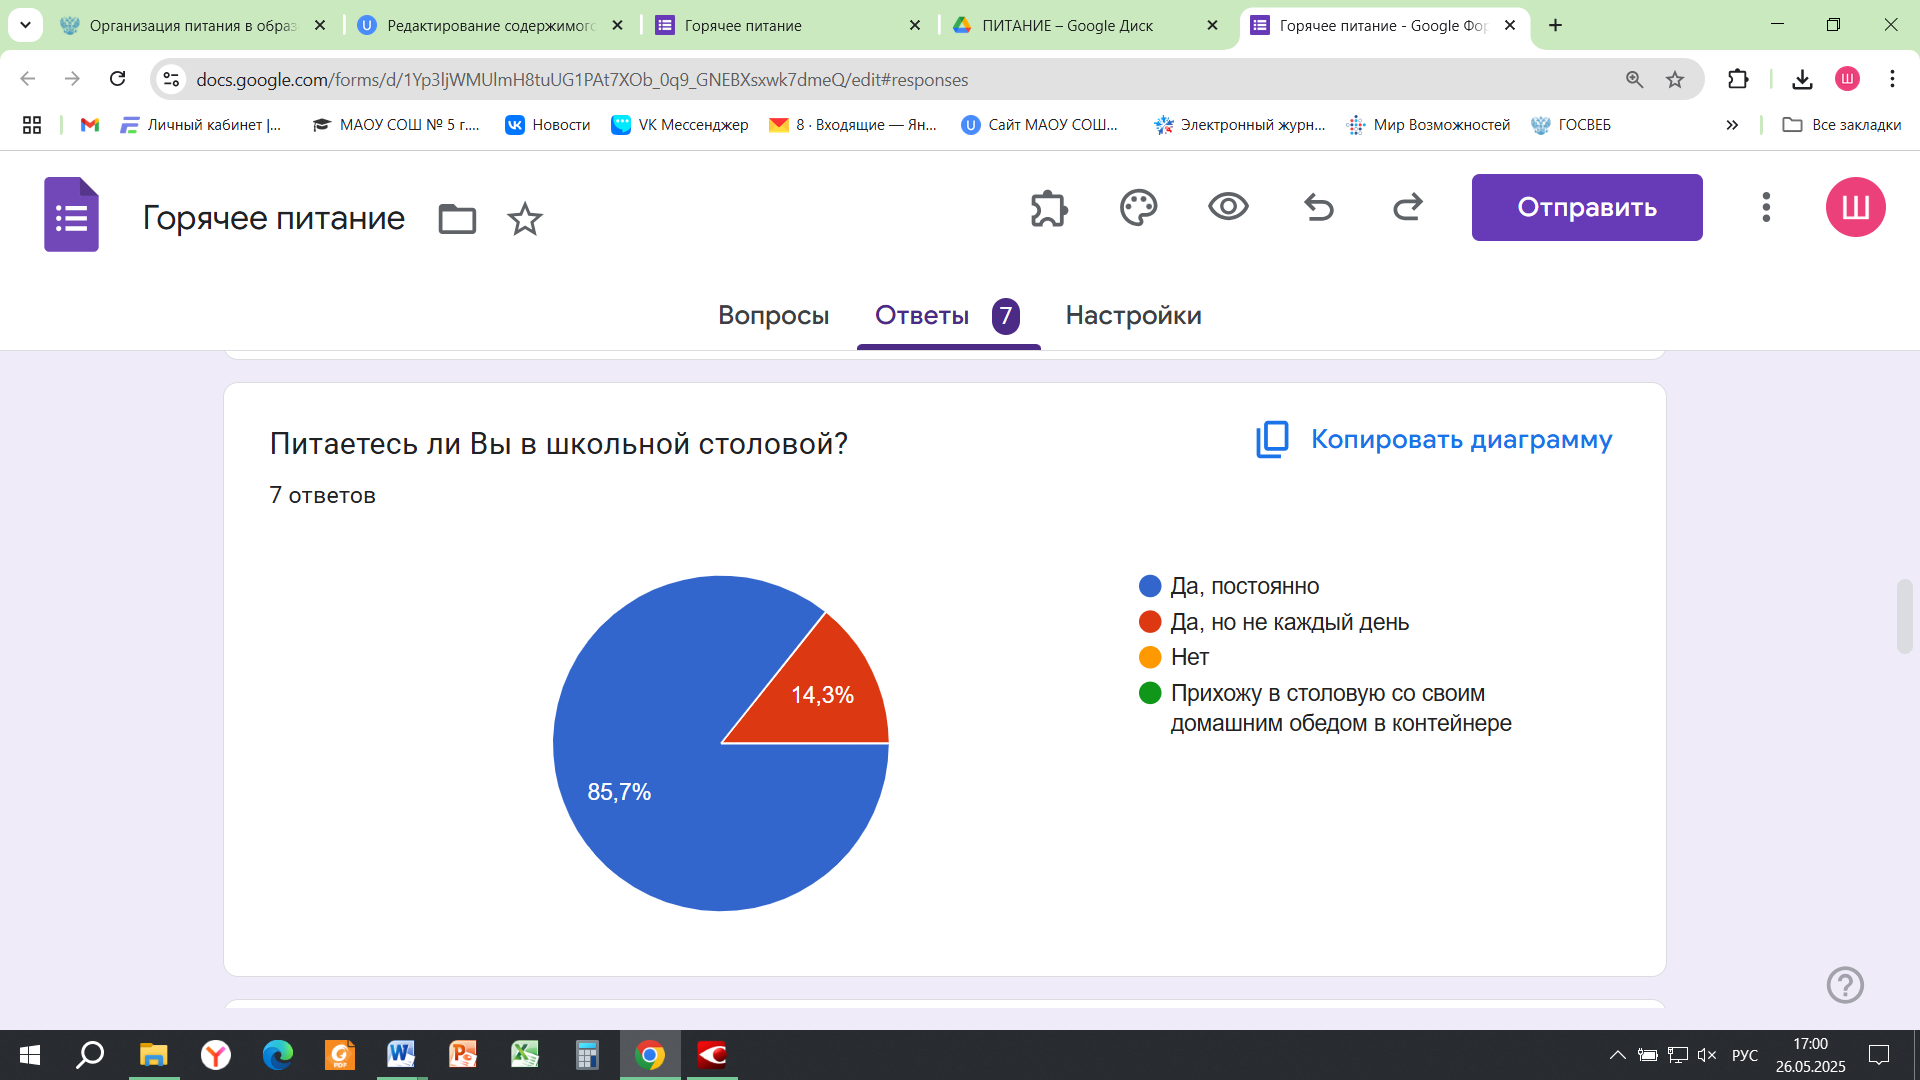 Организация питания в образ
Редактирование содержимого
Горячее питание
ПИТАНИЕ – Google Диск
Горячее питание - Google Фор
docs.google.com/forms/d/1Yp3ljWMUlmH8tuUG1PAt7XOb_0q9_GNEBXsxwk7dmeQ/edit#responses
Ш
Личный кабинет |...
МАОУ СОШ № 5 г....
Новости
VK Мессенджер
8 · Входящие — Ян...
Сайт МАОУ СОШ...
Электронный журн...
Мир Возможностей
ГОСВЕБ
Все закладки
Горячее питание
Отправить
Ш
Вопросы
Ответы 7
Настройки
Питаетесь ли Вы в школьной столовой?
Копировать диаграмму
7 ответов
Да, постоянно
Да, но не каждый день
Нет
Прихожу в столовую со своим
домашним обедом в контейнере
14,3%
85,7%
РУС
17:00
26.05.2025